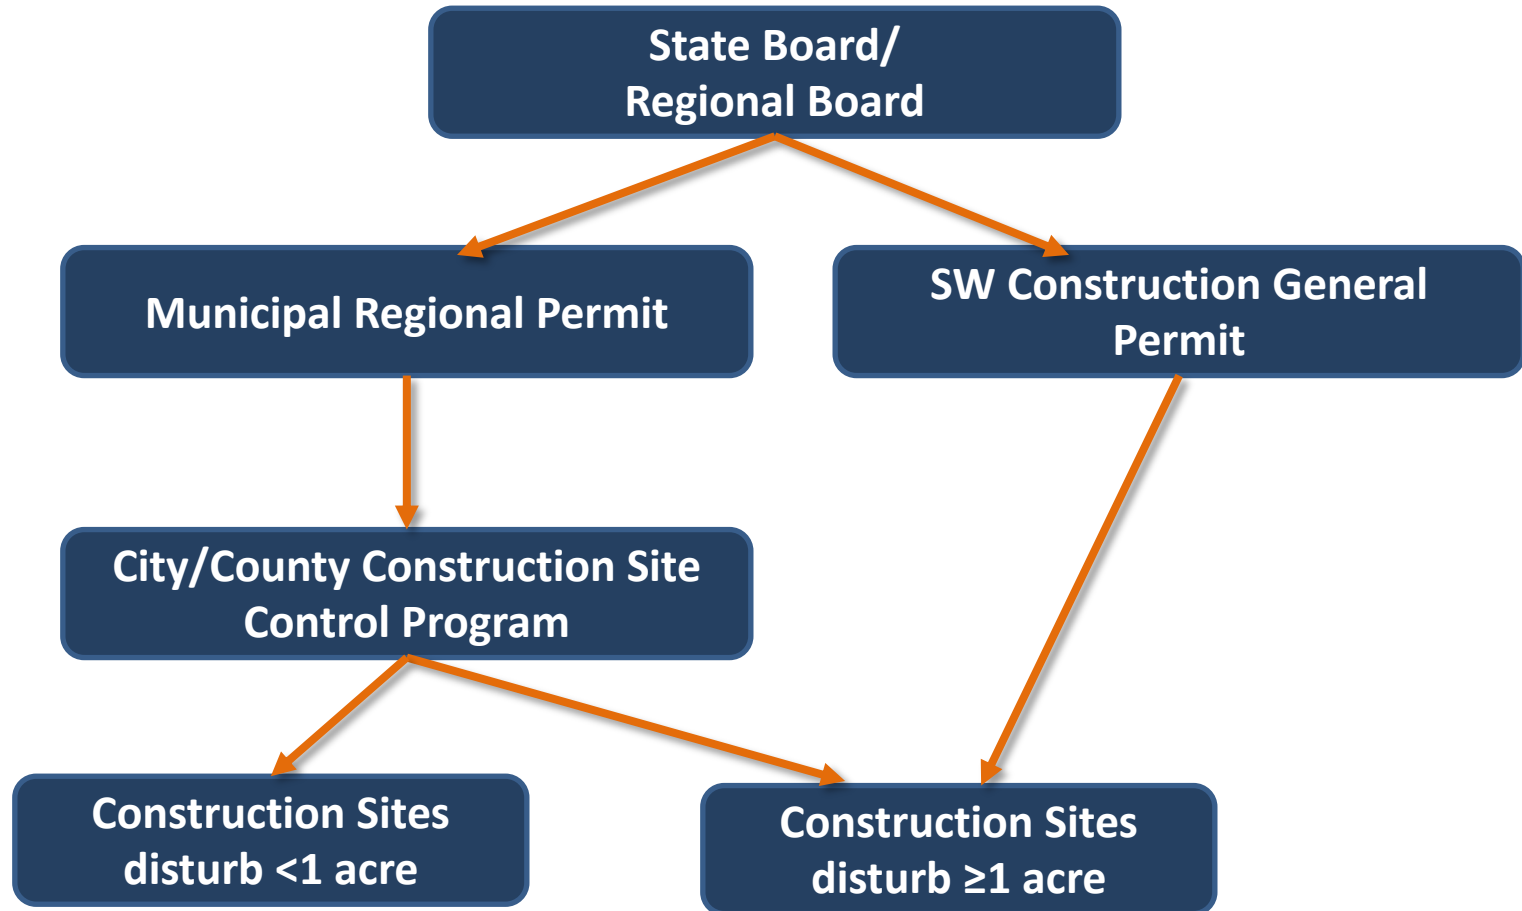 State Board/
Regional Board
Municipal Regional Permit
SW Construction General
Permit
City/County Construction Site
Control Program
Construction Sites
disturb <1 acre
Construction Sites
disturb ≥1 acre